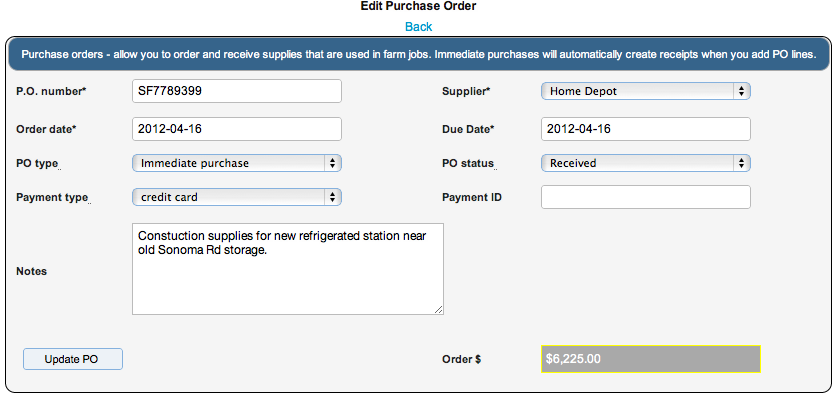 Edit Purchase Order
Back
Purchase orders - allow you to order and receive supplies that are used in farm jobs. Immediate purchases will automatically create receipts when you add PO lines.
P.O. number* SF7789399 Supplier* Home Depot
Order date* 2012-04-16 Due Date* 2012-04-16
PO type Immediate purchase PO status Received
Payment type credit card Payment ID
Notes
Constuction supplies for new refrigerated station near
old Sonoma Rd storage.
Update PO Order $ $6,225.00